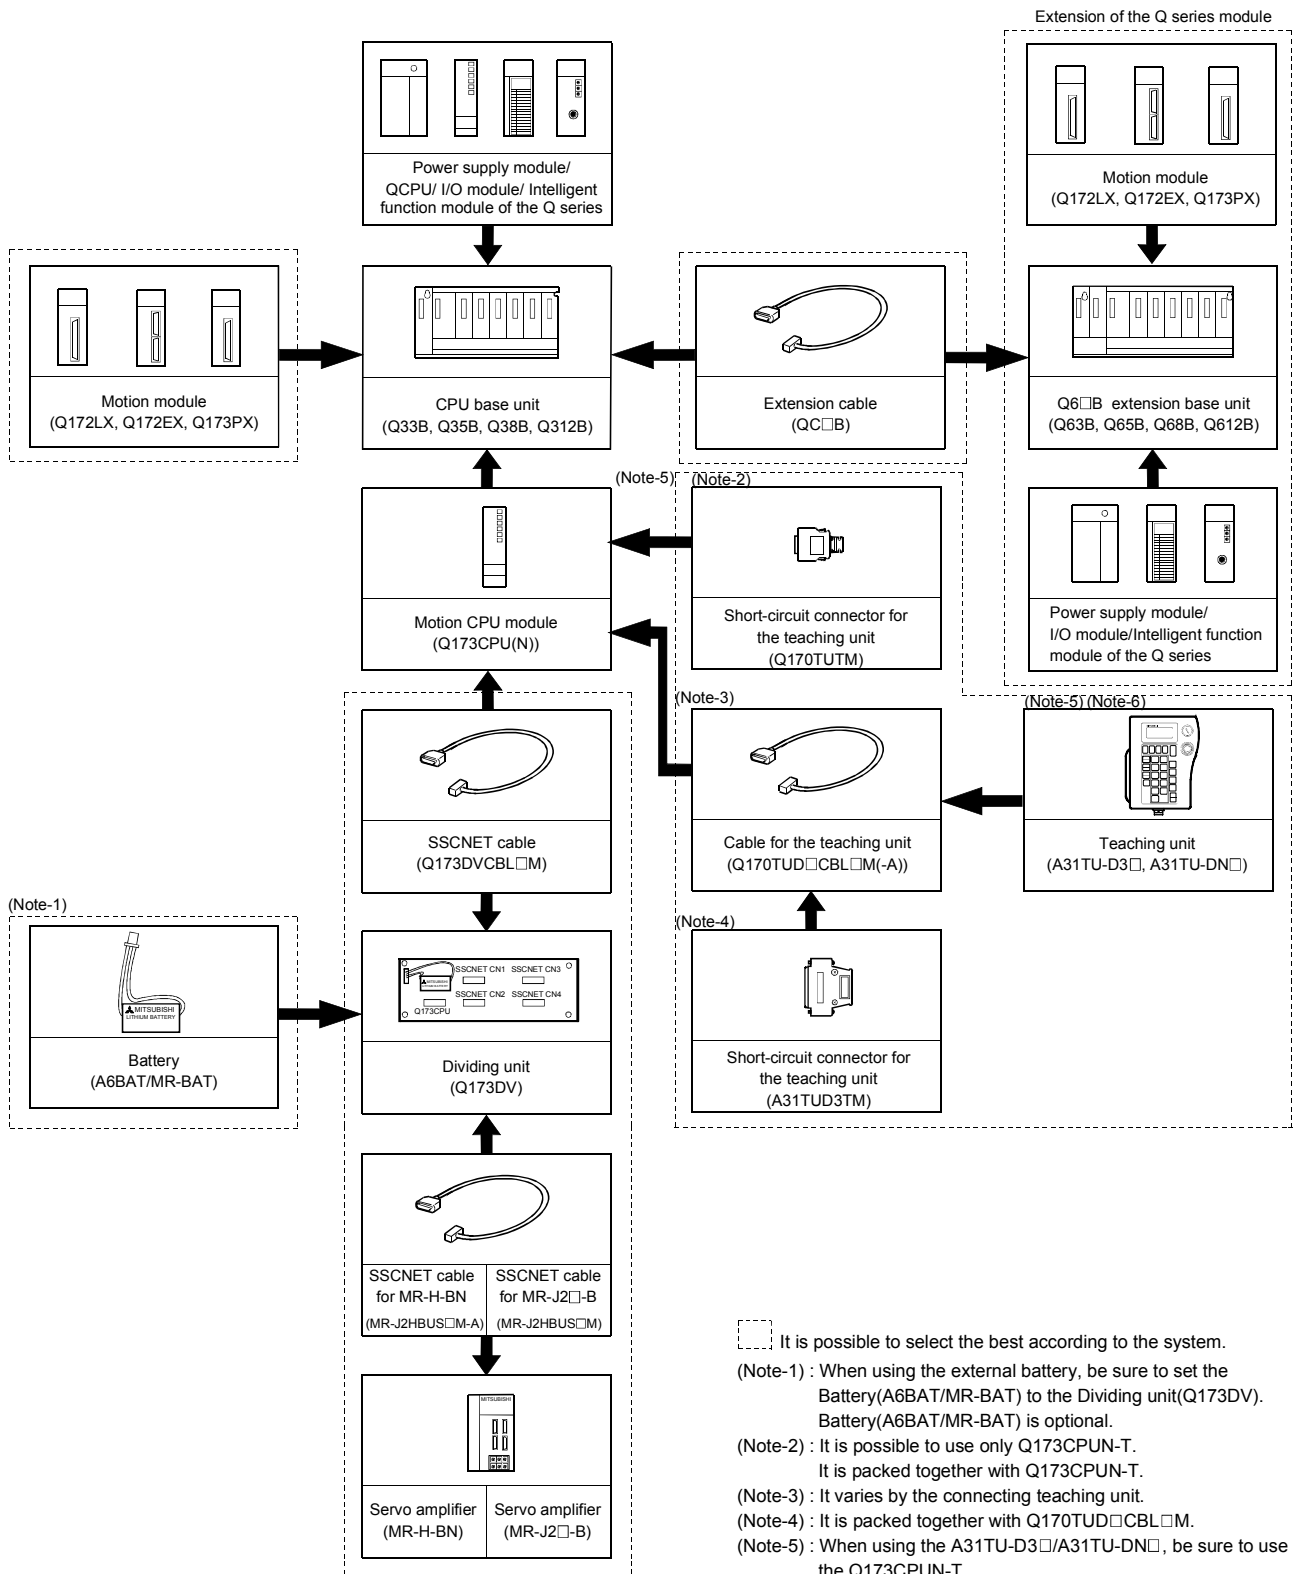 Extension of the Q series module
Power supply module/
QCPU/ I/O module/ Intelligent
function module of the Q series
Motion module
(Q172LX, Q172EX, Q173PX)
Motion module
(Q172LX, Q172EX, Q173PX)
CPU base unit
(Q33B, Q35B, Q38B, Q312B)
Extension cable
(QC□B)
Q6□B extension base unit
(Q63B, Q65B, Q68B, Q612B)
(Note-5)
(Note-2)
Motion CPU module
(Q173CPU(N))
Short-circuit connector for
the teaching unit
(Q170TUTM)
Power supply module/
I/O module/Intelligent function
module of the Q series
(Note-3)
(Note-5) (Note-6)
SSCNET cable
(Q173DVCBL□M)
Cable for the teaching unit
(Q170TUD□CBL□M(-A))
Teaching unit
(A31TU-D3□, A31TU-DN□)
(Note-1)
(Note-4)
MITSUBISHI
LITHIUM BATTERY
Battery
(A6BAT/MR-BAT)
SSCNET CN1 SSCNET CN3
SSCNET CN2 SSCNET CN4
Q173CPU
Dividing unit
(Q173DV)
Short-circuit connector for
the teaching unit
(A31TUD3TM)
SSCNET cable
for MR-H-BN
(MR-J2HBUS□M-A)
SSCNET cable
for MR-J2□-B
(MR-J2HBUS□M)
MITSUBISHI
Servo amplifier
(MR-H-BN)
Servo amplifier
(MR-J2□-B)
It is possible to select the best according to the system.
(Note-1) : When using the external battery, be sure to set the
Battery(A6BAT/MR-BAT) to the Dividing unit(Q173DV).
Battery(A6BAT/MR-BAT) is optional.
(Note-2) : It is possible to use only Q173CPUN-T.
It is packed together with Q173CPUN-T.
(Note-3) : It varies by the connecting teaching unit.
(Note-4) : It is packed together with Q170TUD□CBL□M.
(Note-5) : When using the A31TU-D3□/A31TU-DN□, be sure to use
the Q173CPUN-T.